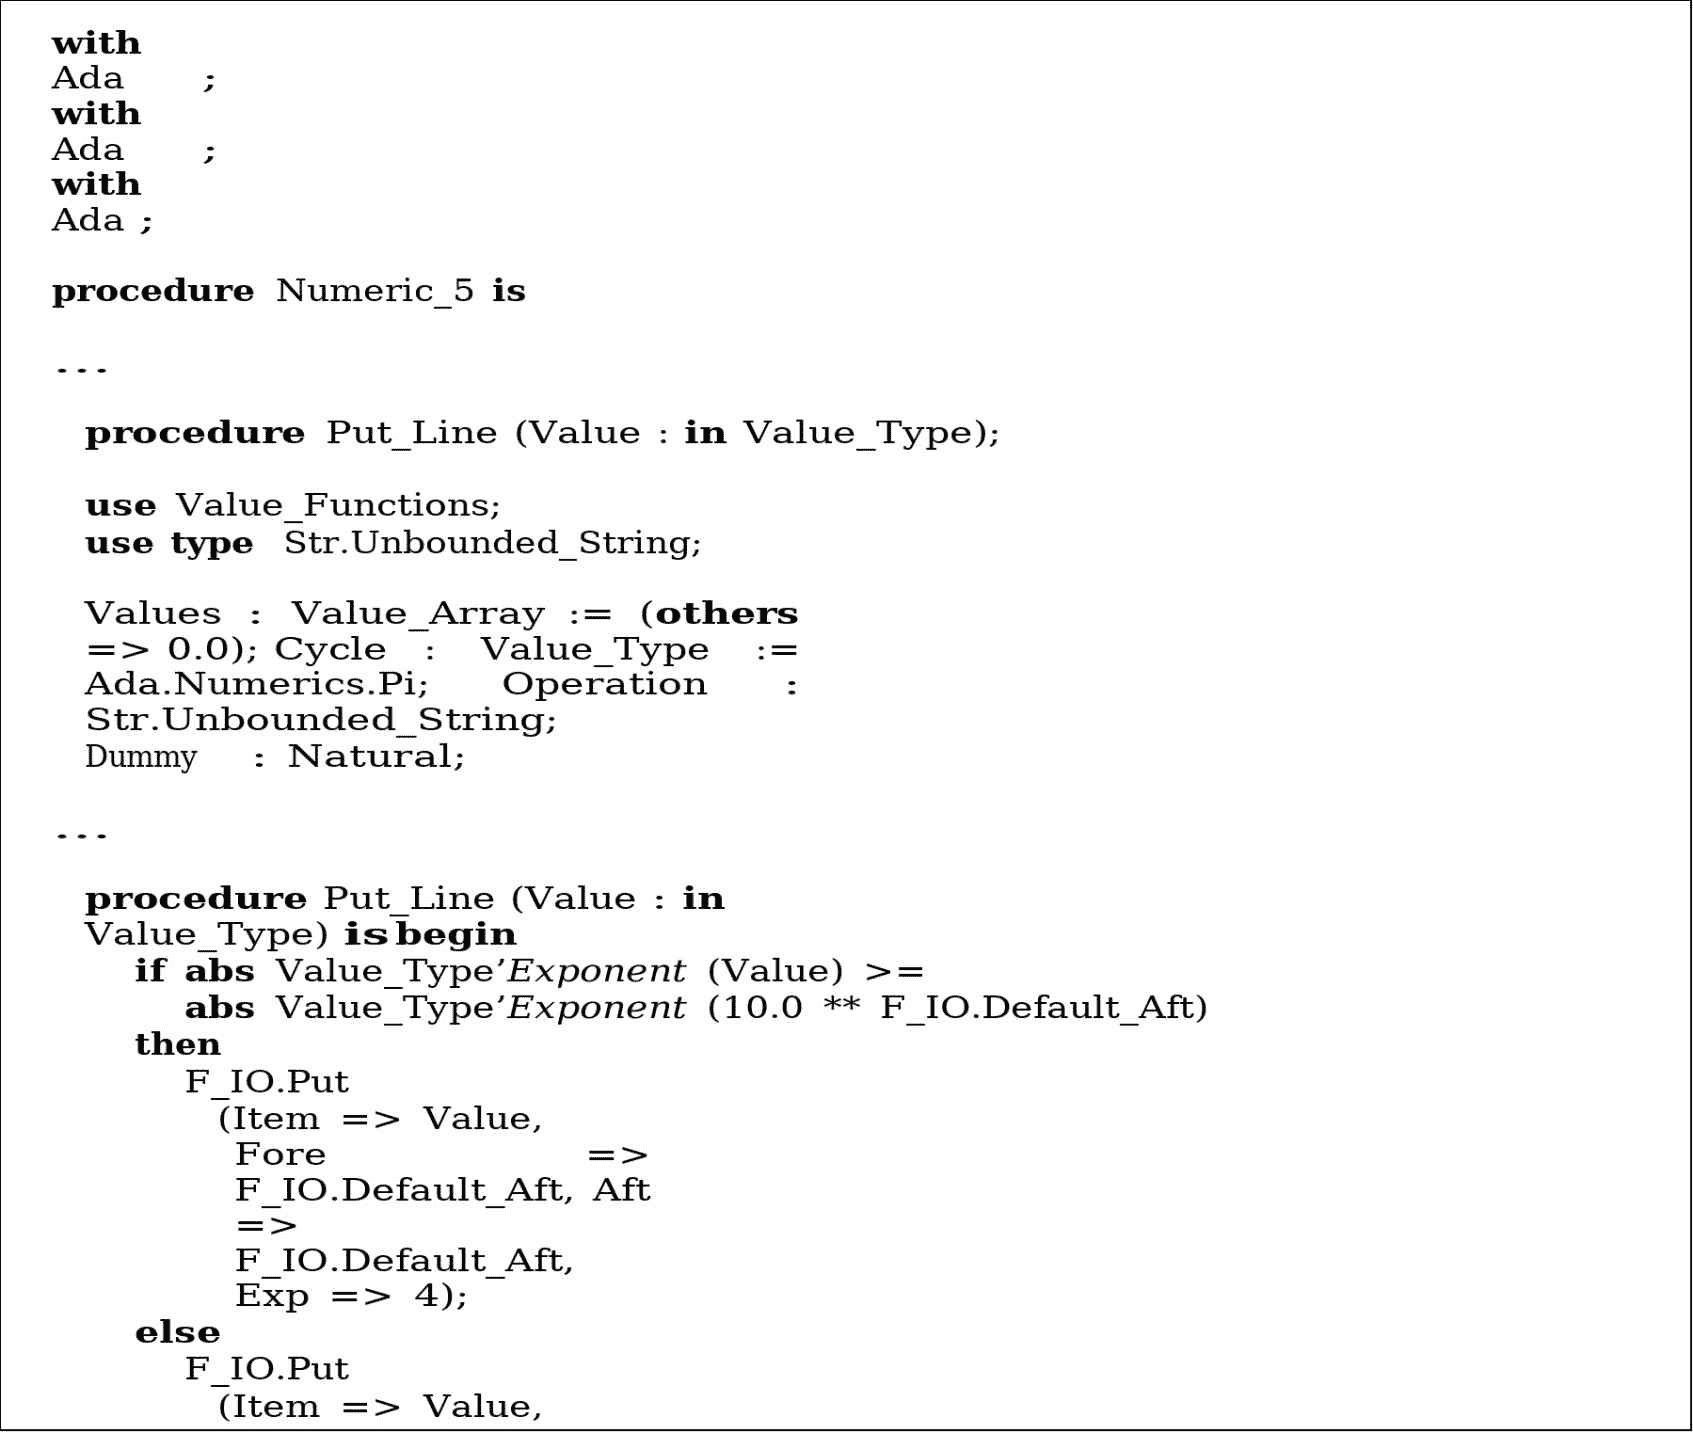 with
Ada ;
with
Ada ;
with
Ada ;
procedure Numeric_5 is
...
procedure Put_Line (Value : in Value_Type);
use Value_Functions;
use type Str.Unbounded_String;
Values : Value_Array := (others
=> 0.0); Cycle : Value_Type :=
Ada.Numerics.Pi; Operation :
Str.Unbounded_String;
Dummy : Natural;
...
procedure Put_Line (Value : in
Value_Type) is begin
if abs Value_Type’Exponent (Value) >=
abs Value_Type’Exponent (10.0 ** F_IO.Default_Aft)
then
F_IO.Put
(Item => Value,
Fore =>
F_IO.Default_Aft, Aft
=>
F_IO.Default_Aft,
Exp => 4);
else
F_IO.Put
(Item => Value,